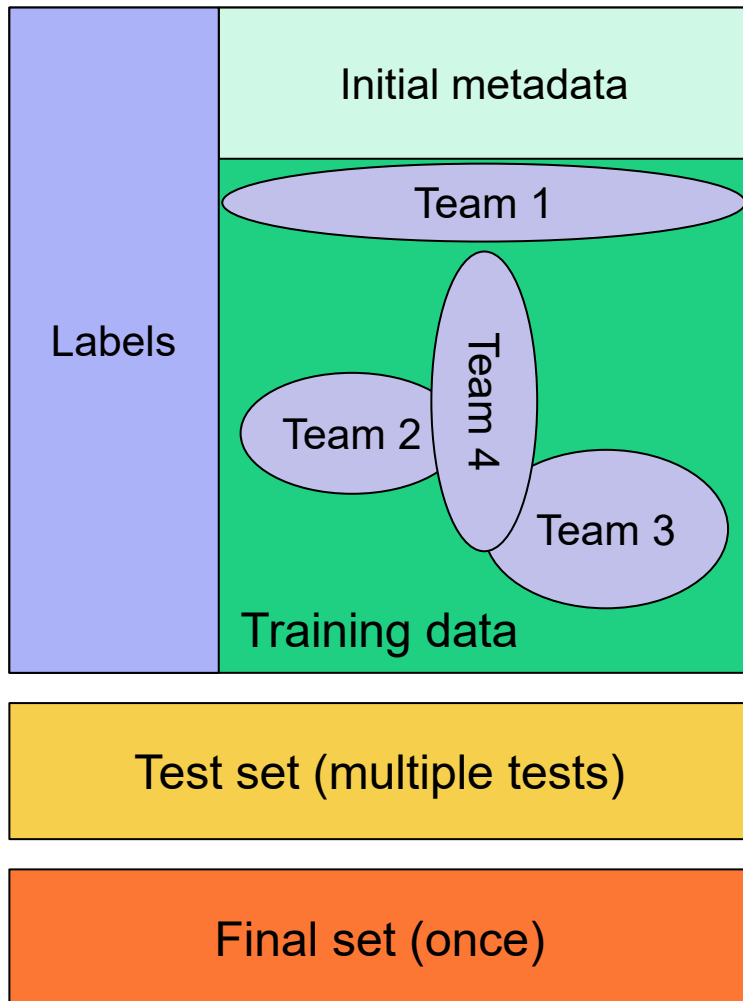 Initial metadata
Team 1
Labels
Team 4
Team 2
Team 3
Training data
Test set (multiple tests)
Final set (once)